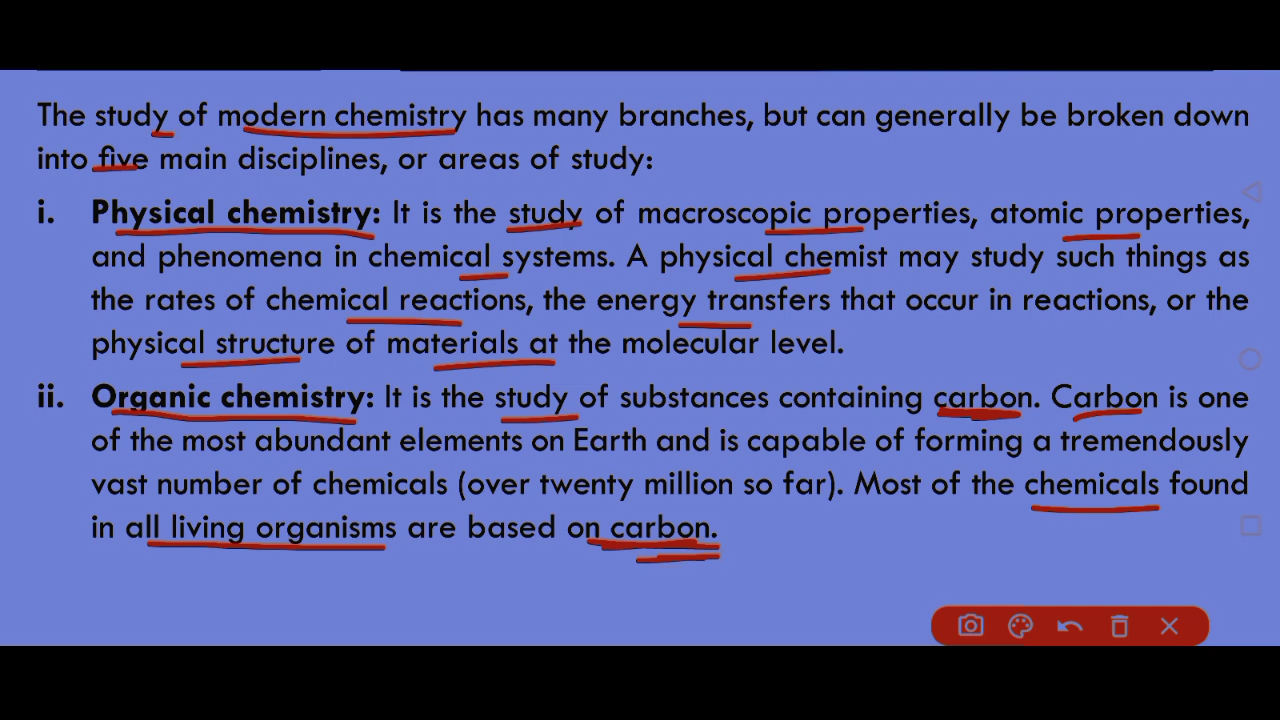 The study of modern chemistry has many branches, but can generally be broken down
into five main disciplines, or areas of study:
i. Physical chemistry: It is the study of macroscopic properties, atomic properties,
and phenomena in chemical systems. A physical chemist may study such things as
the rates of chemical reactions, the energy transfers that occur in reactions, or the
physical structure of materials at the molecular level.
ii. Organic chemistry: It is the study of substances containing carbon. Carbon is one
of the most abundant elements on Earth and is capable of forming a tremendously
vast number of chemicals (over twenty million so far). Most of the chemicals found
in all living organisms are based on carbon.